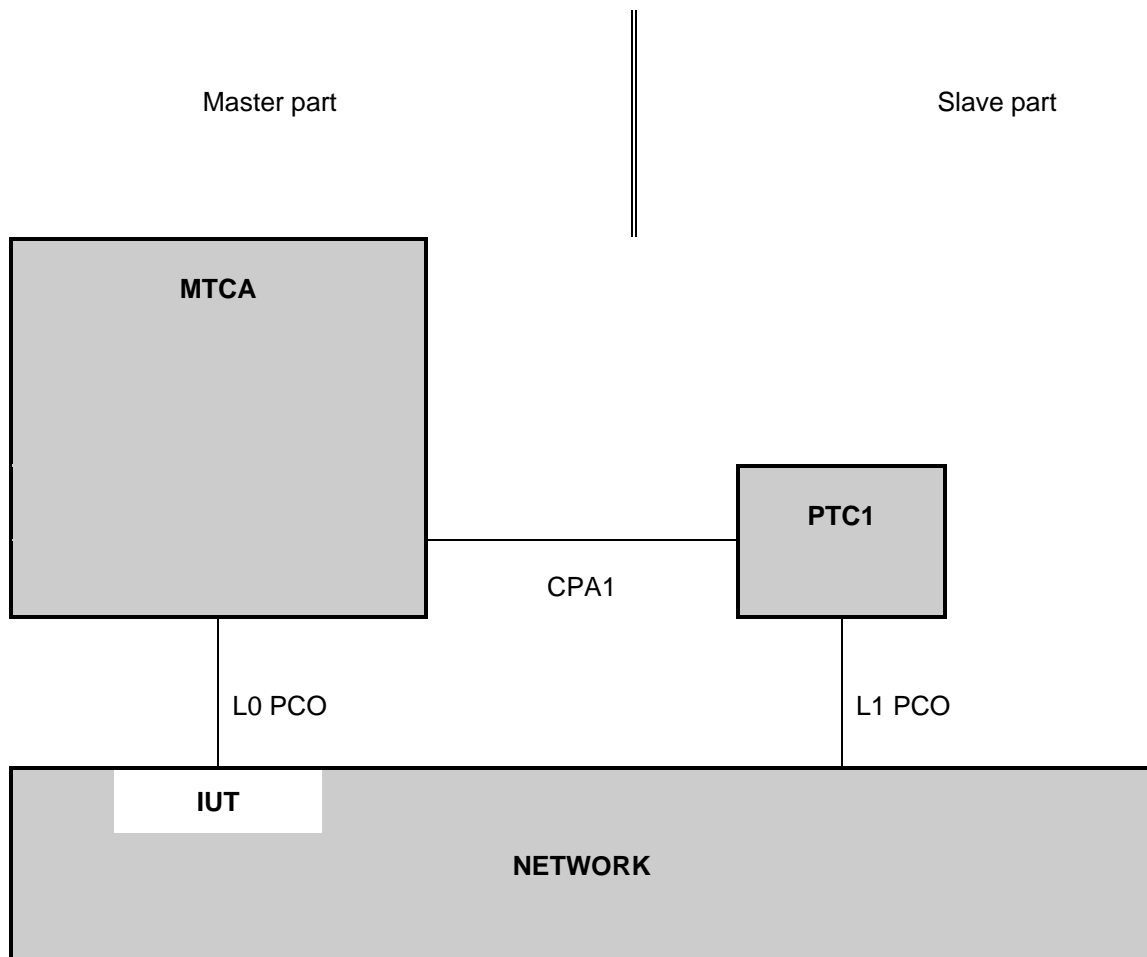 Master part
Slave part
MTCA
PTC1
CPA1
L0 PCO
L1 PCO
IUT
NETWORK